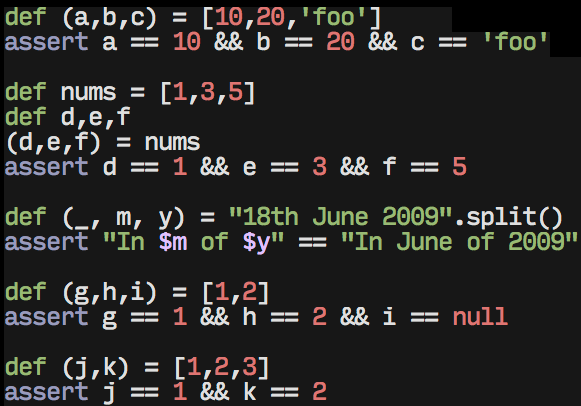 def (a,b,c) = [10,20,'foo']
assert a == 10 && b == 20 && c == 'foo'
def nums = [1,3,5]
def d,e,f
(d,e,f) = nums
assert d == 1 && e == 3 && f == 5
def (_, m, y) = "18th June 2009".split()
assert "In $m of $y" == "In June of 2009"
def (g,h,i) = [1,2]
assert g == 1 && h == 2 && i == null
def (j,k) = [1,2,3]
assert j == 1 && k == 2